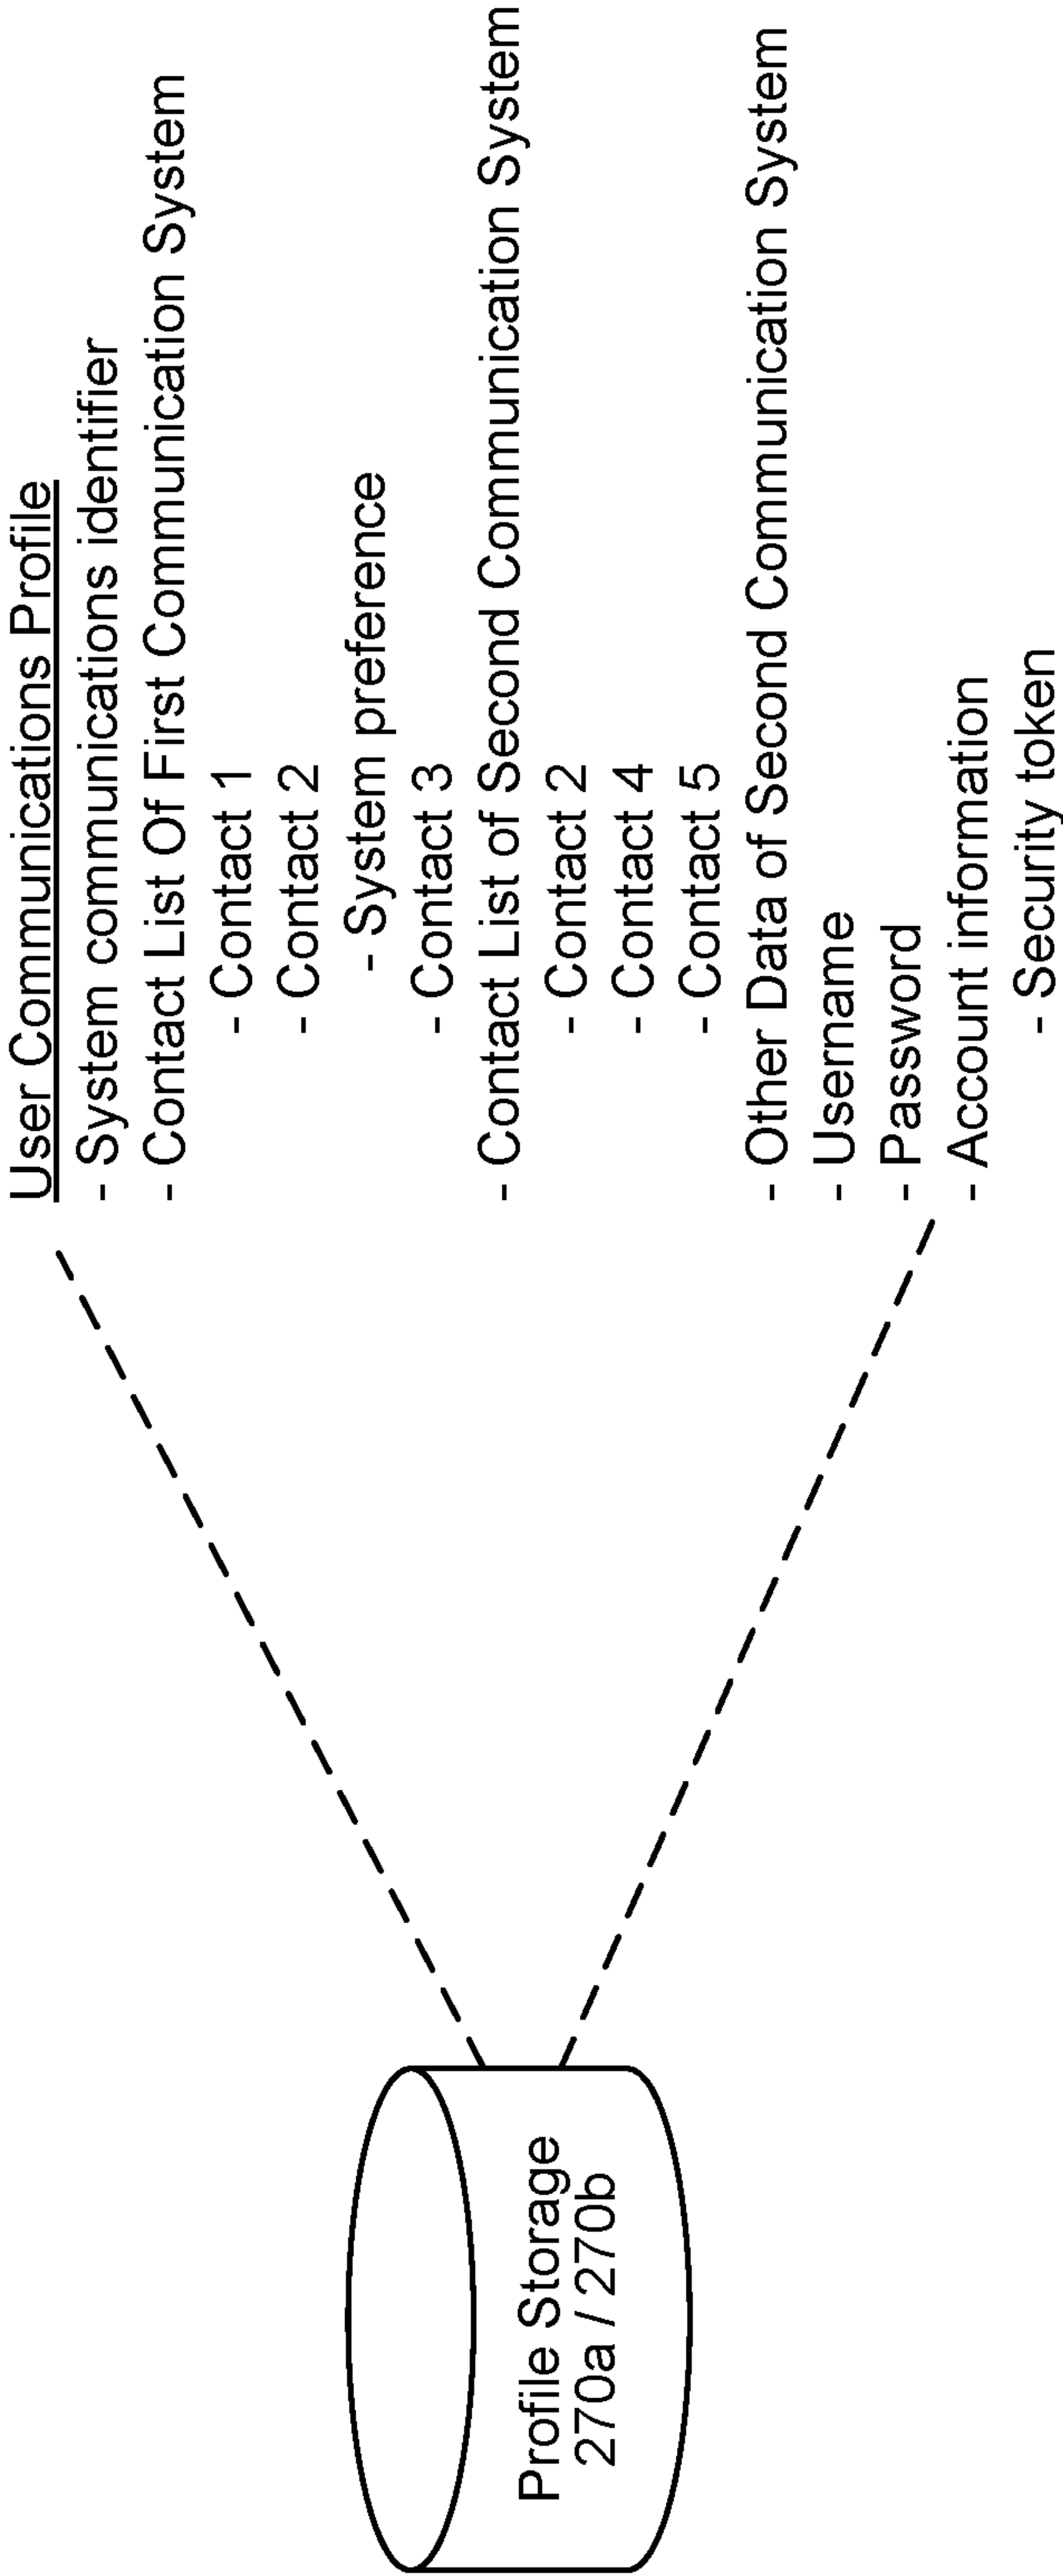 User Communications Profile
- System communications identifier
- Contact List Of First Communication System
- Contact 1
- Contact 2
- System preference
- Contact 3
- Contact List of Second Communication System
- Contact 2
- Contact 4
- Contact 5
- Other Data of Second Communication System
- Username
- Password
- Account information
- Security token
Profile Storage
270a / 270b